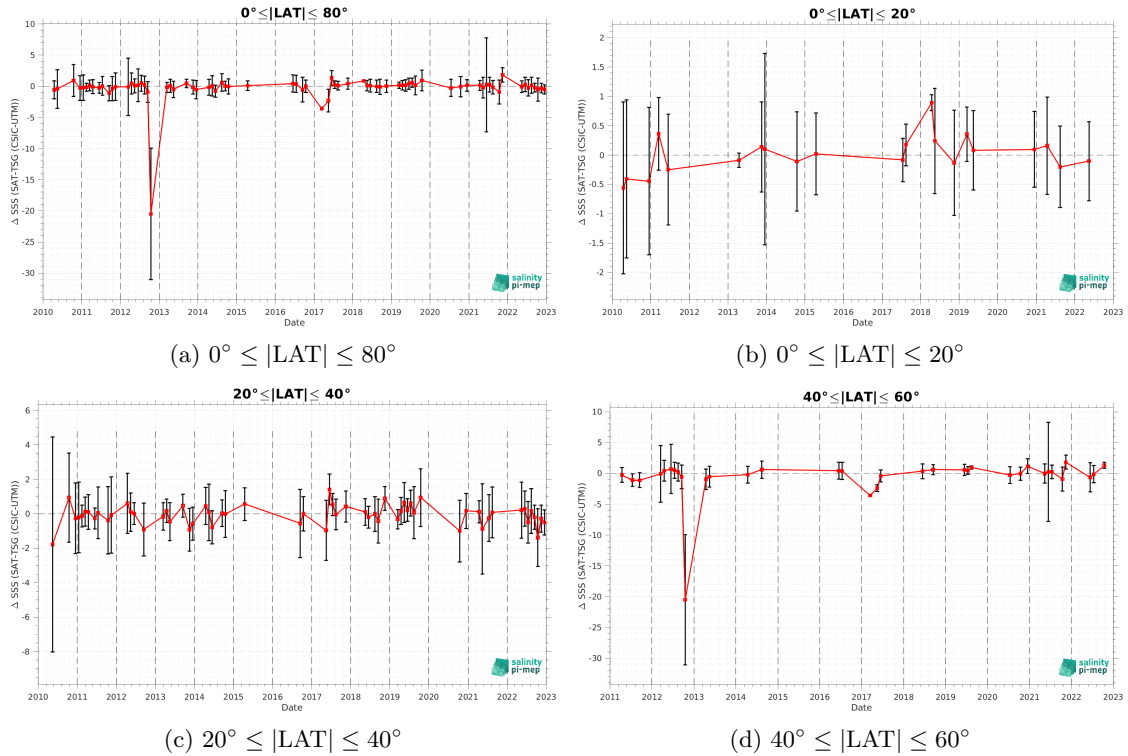 0°≤|LAT|≤ 80°
Δ SSS (SAT-TSG (CSIC-UTM))
10
5
0
-5
-10
-15
-20
-25
-30
2010 2011 2012 2013 2014 2015 2016 2017 2018 2019 2020 2021 2022 2023
Date
salinity
pi-mep
(a) 0° ≤ |LAT| ≤ 80°
0°≤|LAT|≤ 20°
Δ SSS (SAT-TSG (CSIC-UTM))
2
1.5
1
0.5
0
-0.5
-1
-1.5
-2
2010 2011 2012 2013 2014 2015 2016 2017 2018 2019 2020 2021 2022 2023
Date
salinity
pi-mep
(b) 0° ≤ |LAT| ≤ 20°
20°≤|LAT|≤ 40°
Δ SSS (SAT-TSG (CSIC-UTM))
6
4
2
0
-2
-4
-6
-8
2010 2011 2012 2013 2014 2015 2016 2017 2018 2019 2020 2021 2022 2023
Date
salinity
pi-mep
(c) 20° ≤ |LAT| ≤ 40°
40°≤|LAT|≤ 60°
Δ SSS (SAT-TSG (CSIC-UTM))
10
5
0
-5
-10
-15
-20
-25
-30
2011 2012 2013 2014 2015 2016 2017 2018 2019 2020 2021 2022 2023
Date
salinity
pi-mep
(d) 40° ≤ |LAT| ≤ 60°